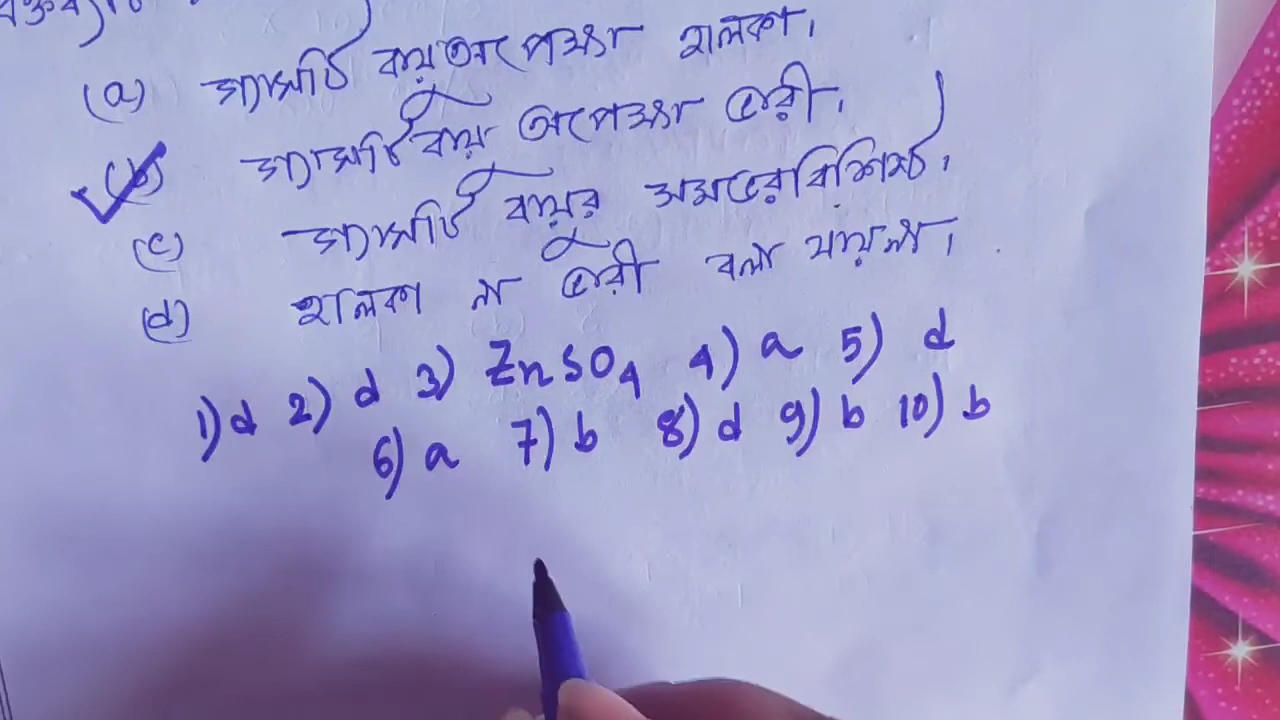 (a) গ্যাসটি বায়ু অপেক্ষা হালকা।
(b) গ্যাসটি বায়ু অপেক্ষা ভারী।
(c) গ্যাসটি বায়ুর সমভরবিশিষ্ট।
(d) হালকা না ভারী বলা যায় না।
1) d 2) d 3) ZnSO4 4) a 5) d
6) a 7) b 8) d 9) b 10) b